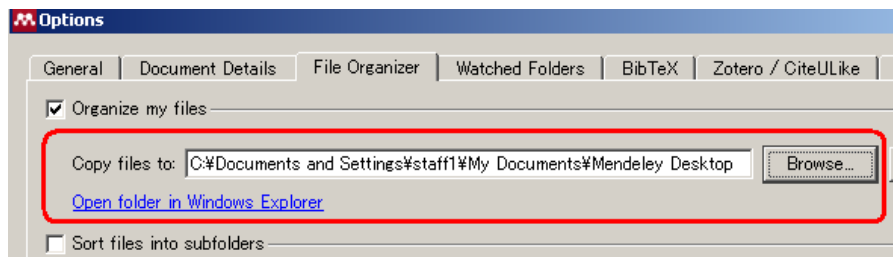 Options
General Document Details File Organizer Watched Folders BibTeX Zotero / CiteULike
Organize my files
Copy files to: C:¥Documents and Settings¥staff1¥My Documents¥Mendeley Desktop Browse...
Open folder in Windows Explorer
Sort files into subfolders